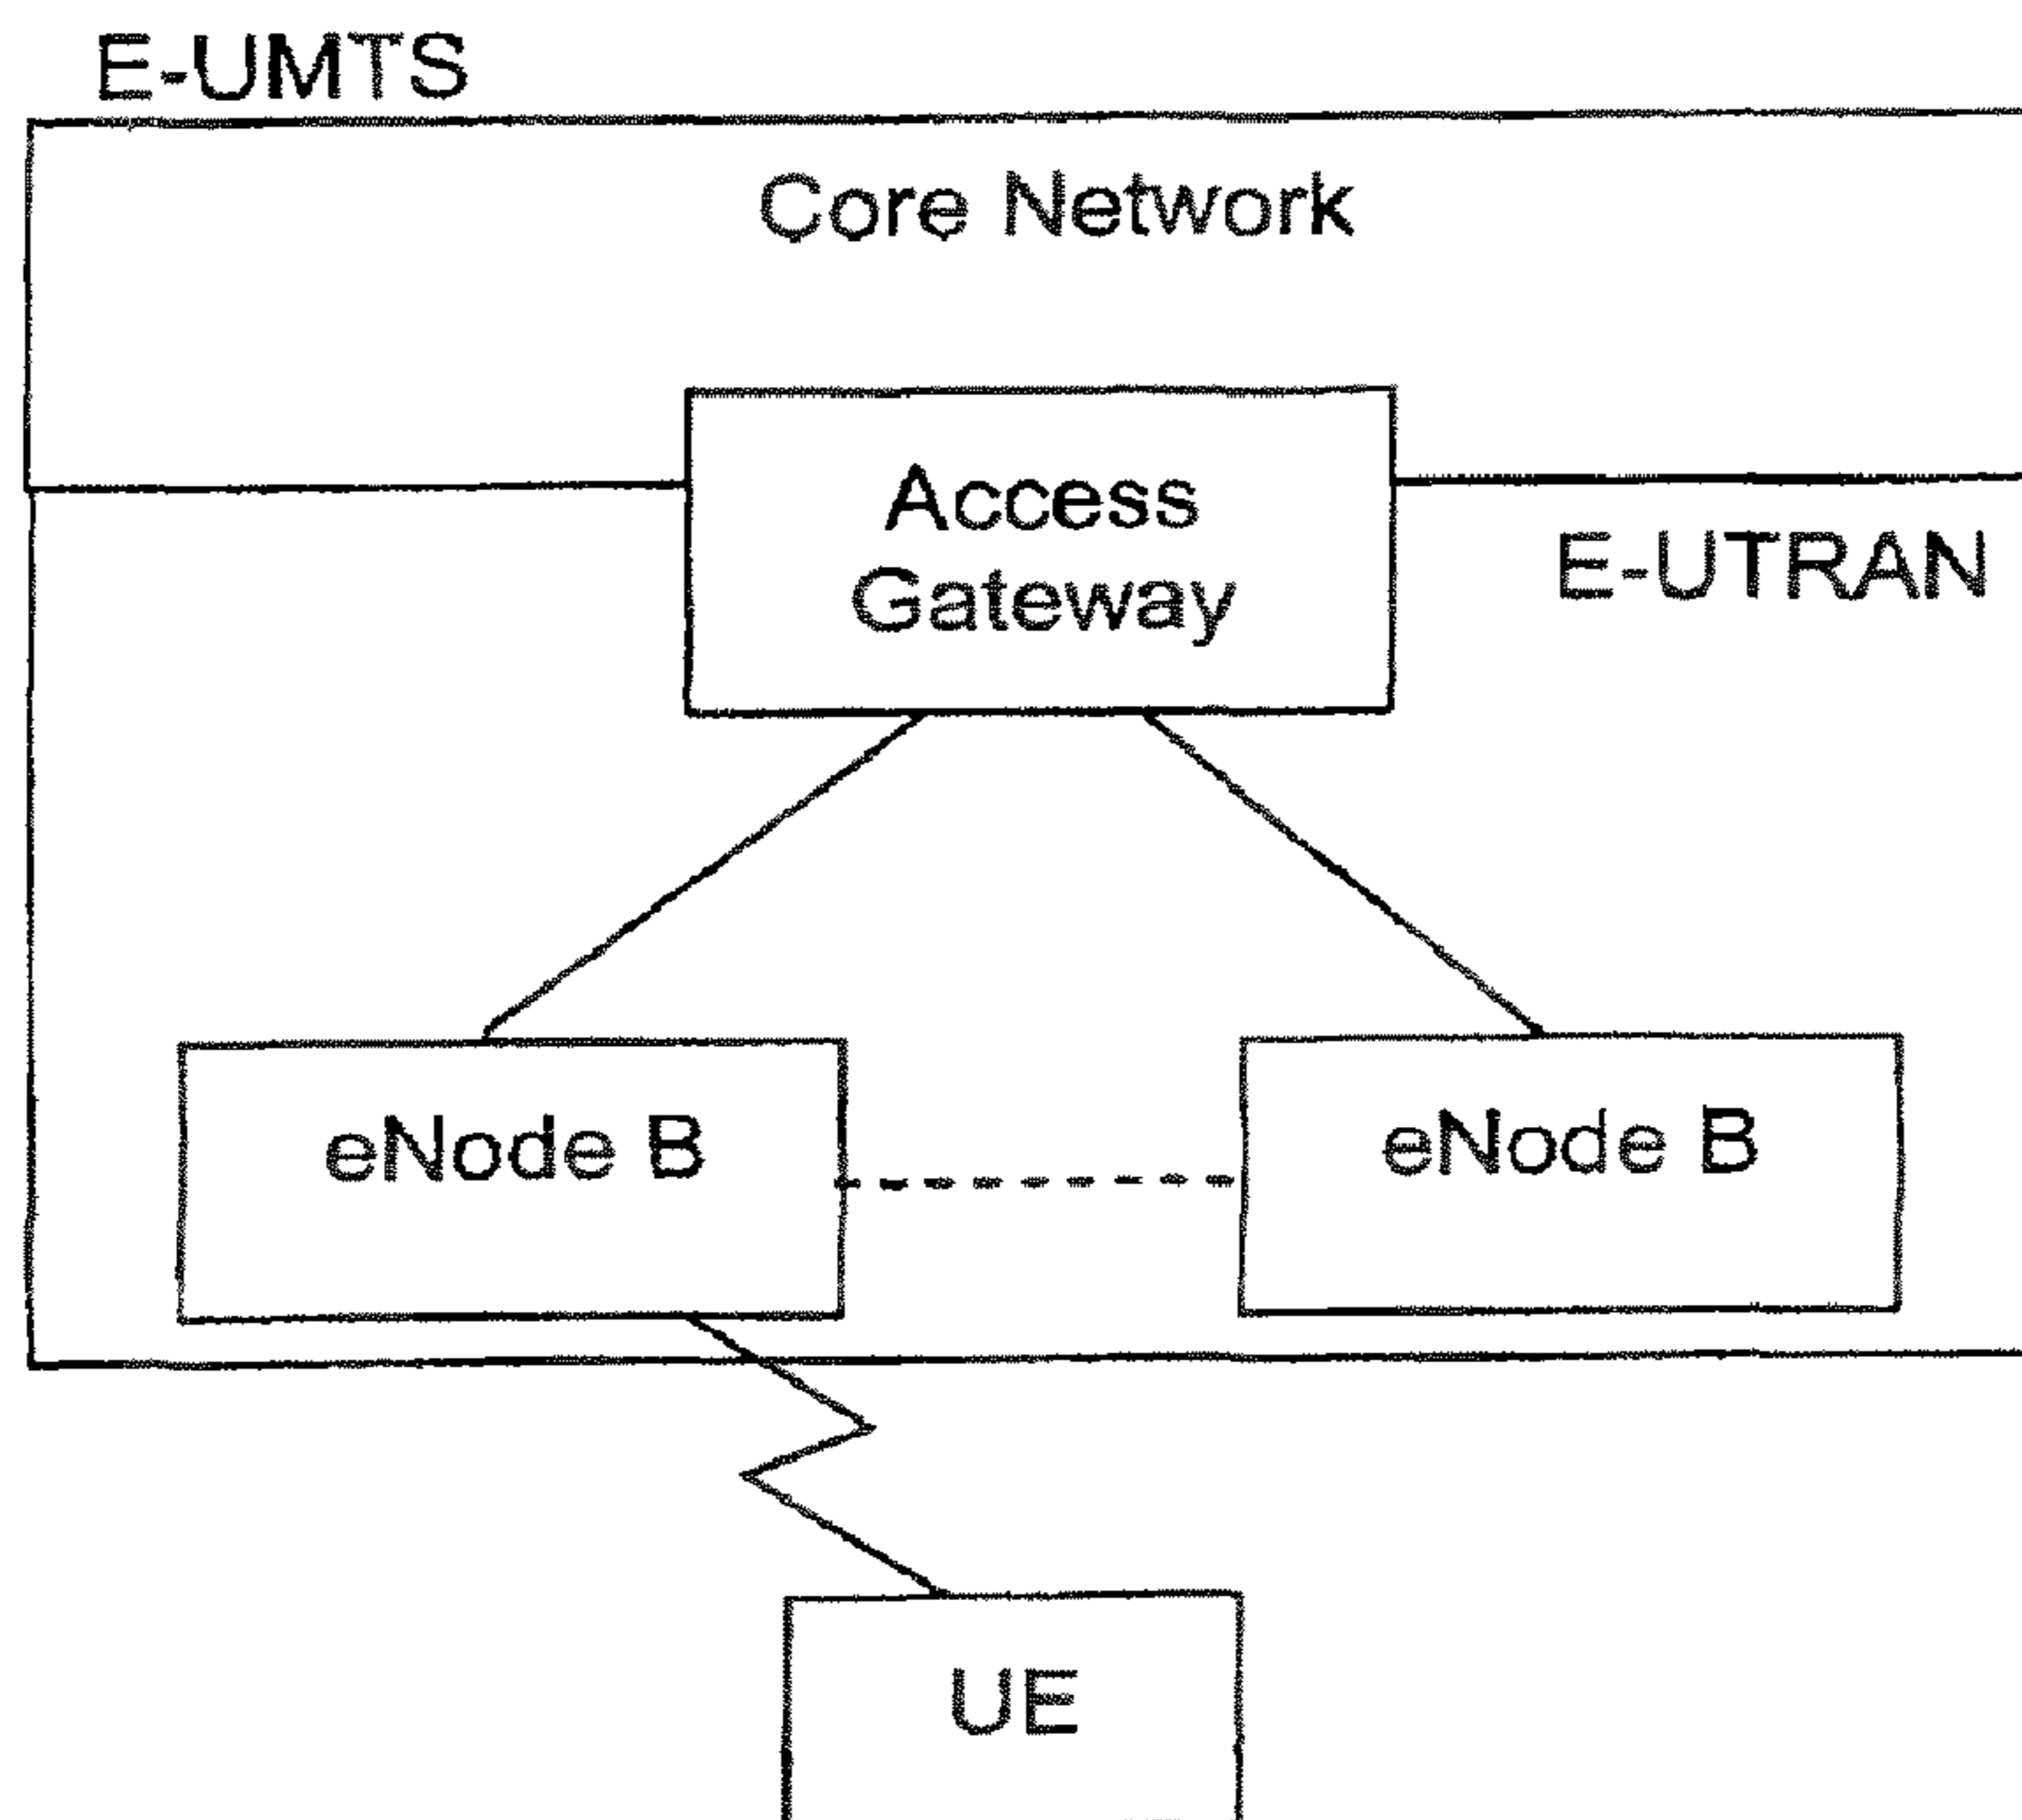 E-UMTS
Core Network
Access
Gateway
E-UTRAN
eNode B
eNode B
UE